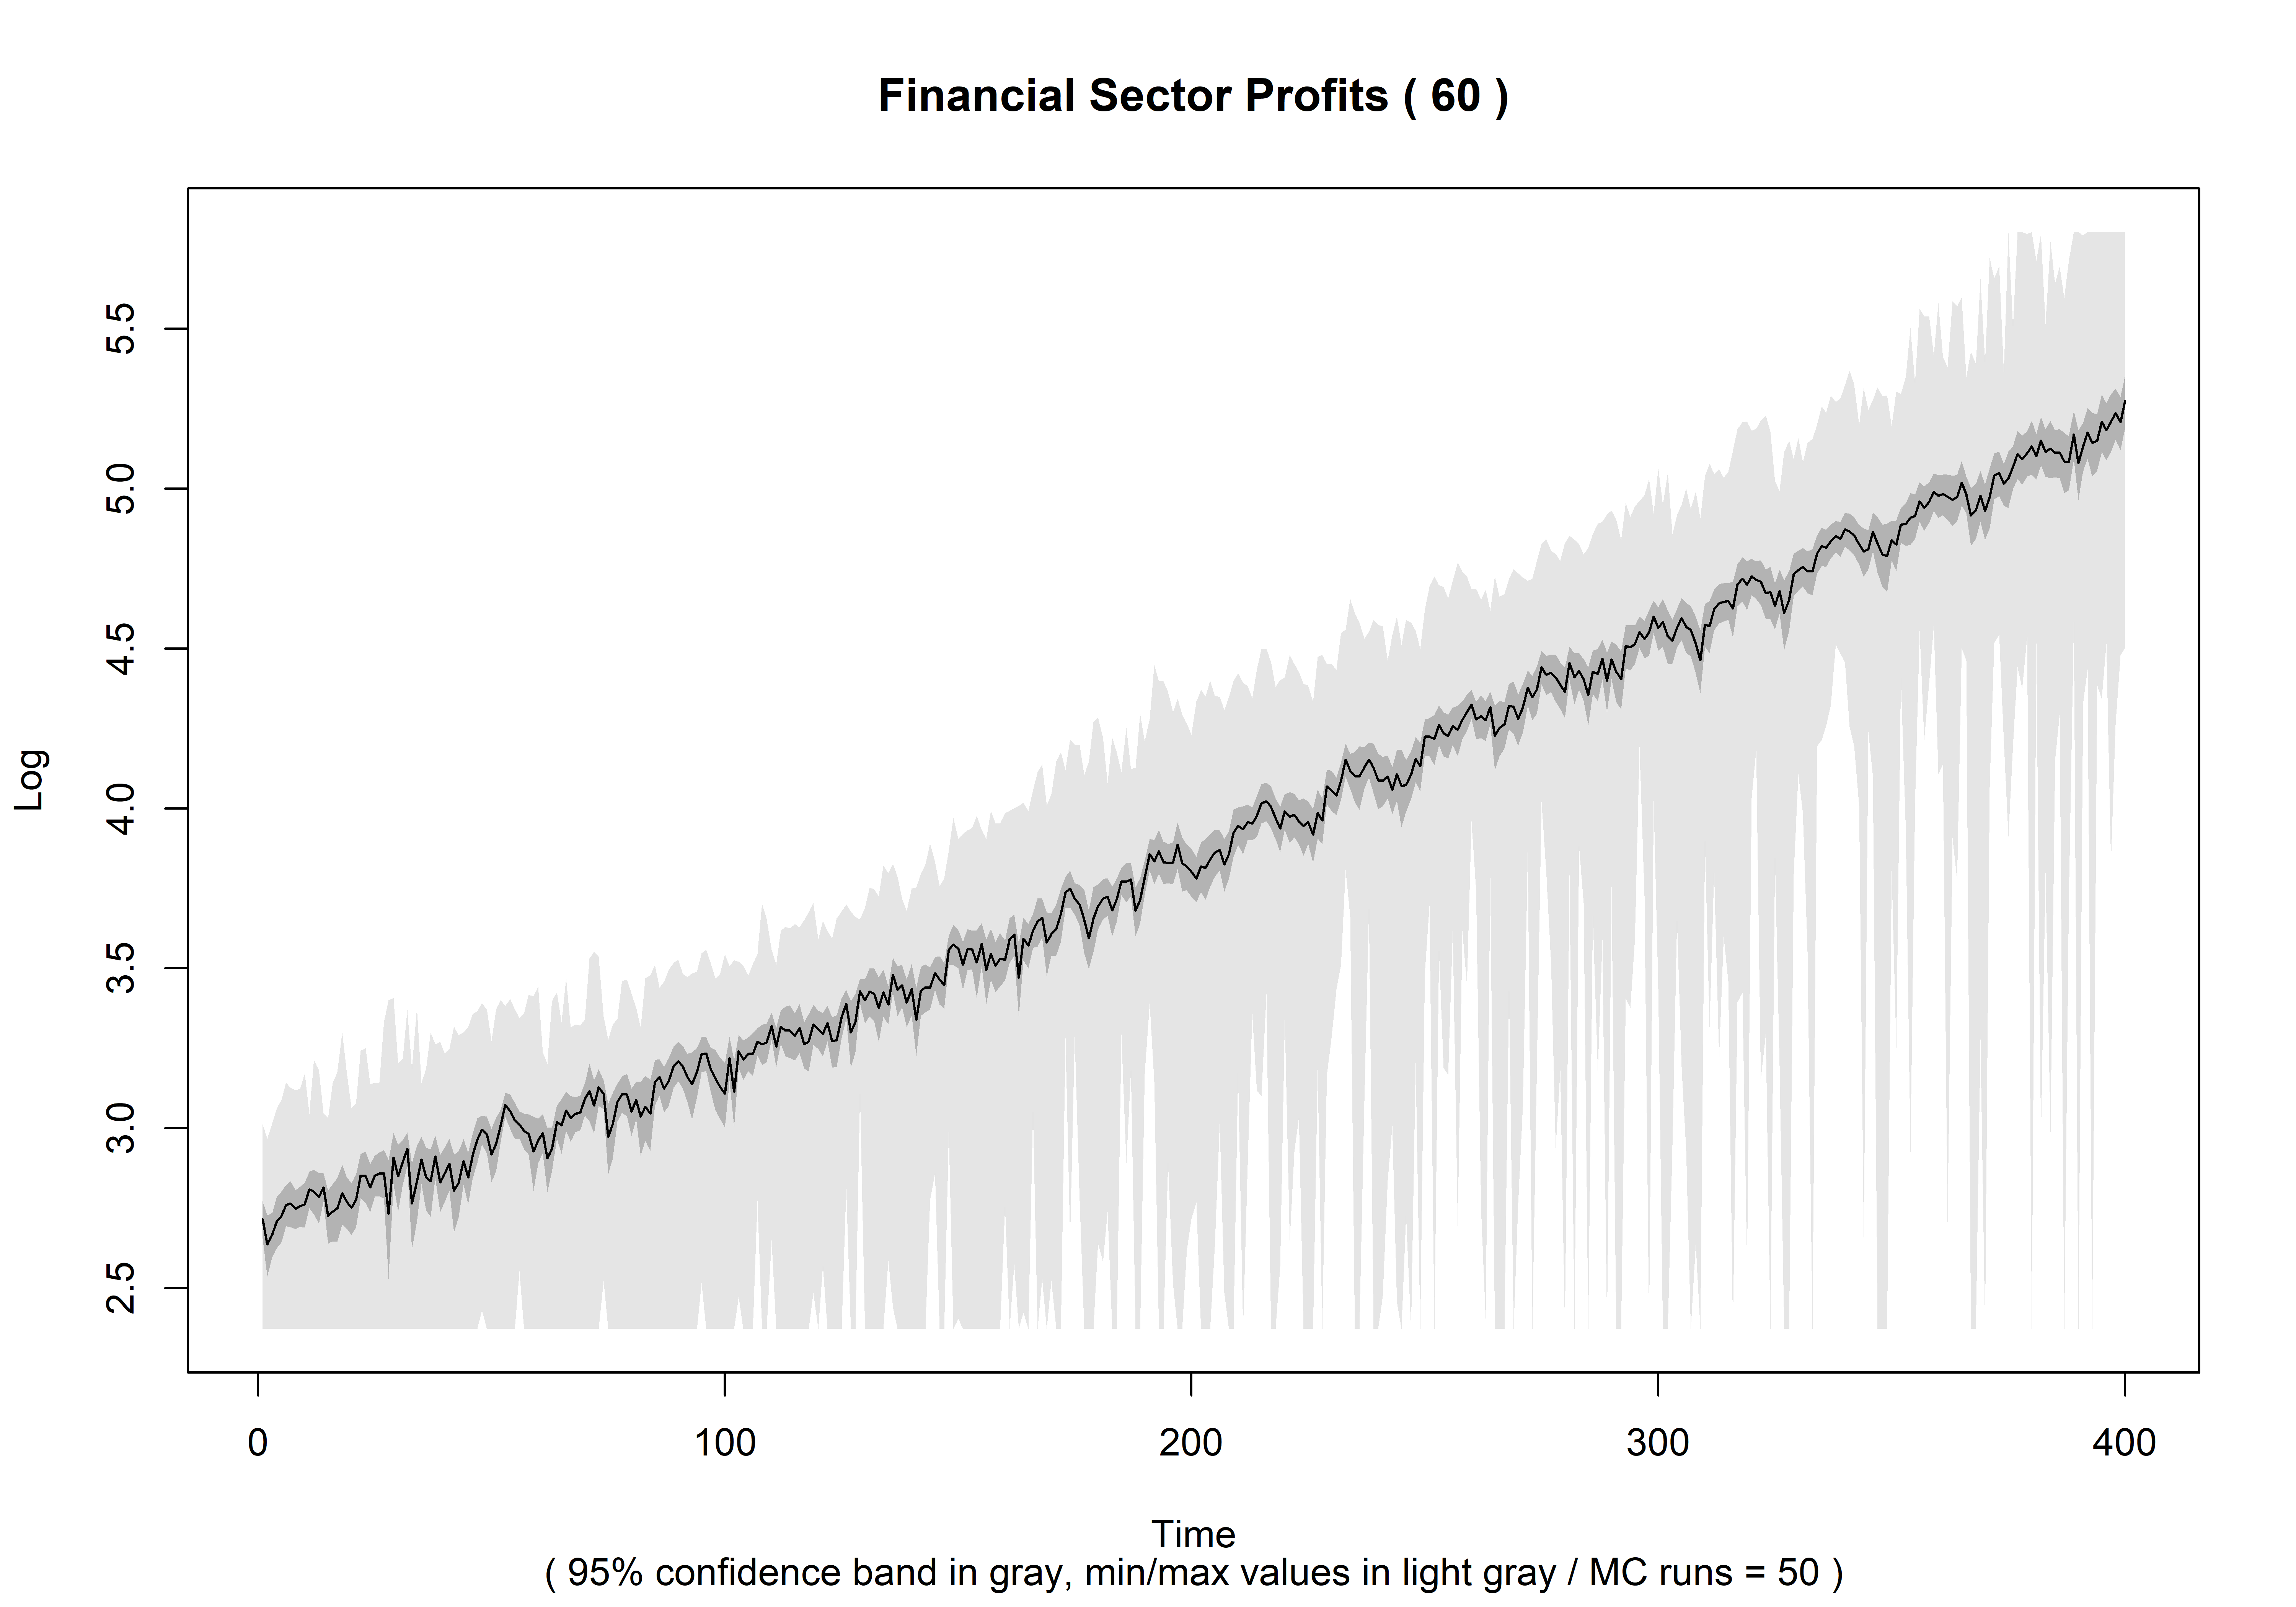 Financial Sector Profits ( 60 )
Log
5.5
5.0
4.5
4.0
3.5
3.0
2.5
0 100 200 300 400
Time
( 95% confidence band in gray, min/max values in light gray / MC runs = 50 )